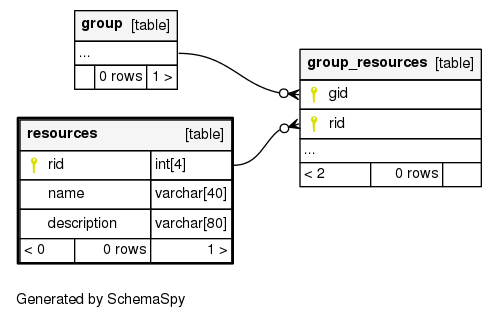 group [table]
...
0 rows 1 >
group_resources [table]
gid
rid
...
< 2 0 rows
resources [table]
rid int[4]
name varchar[40]
description varchar[80]
< 0 0 rows 1 >
Generated by SchemaSpy